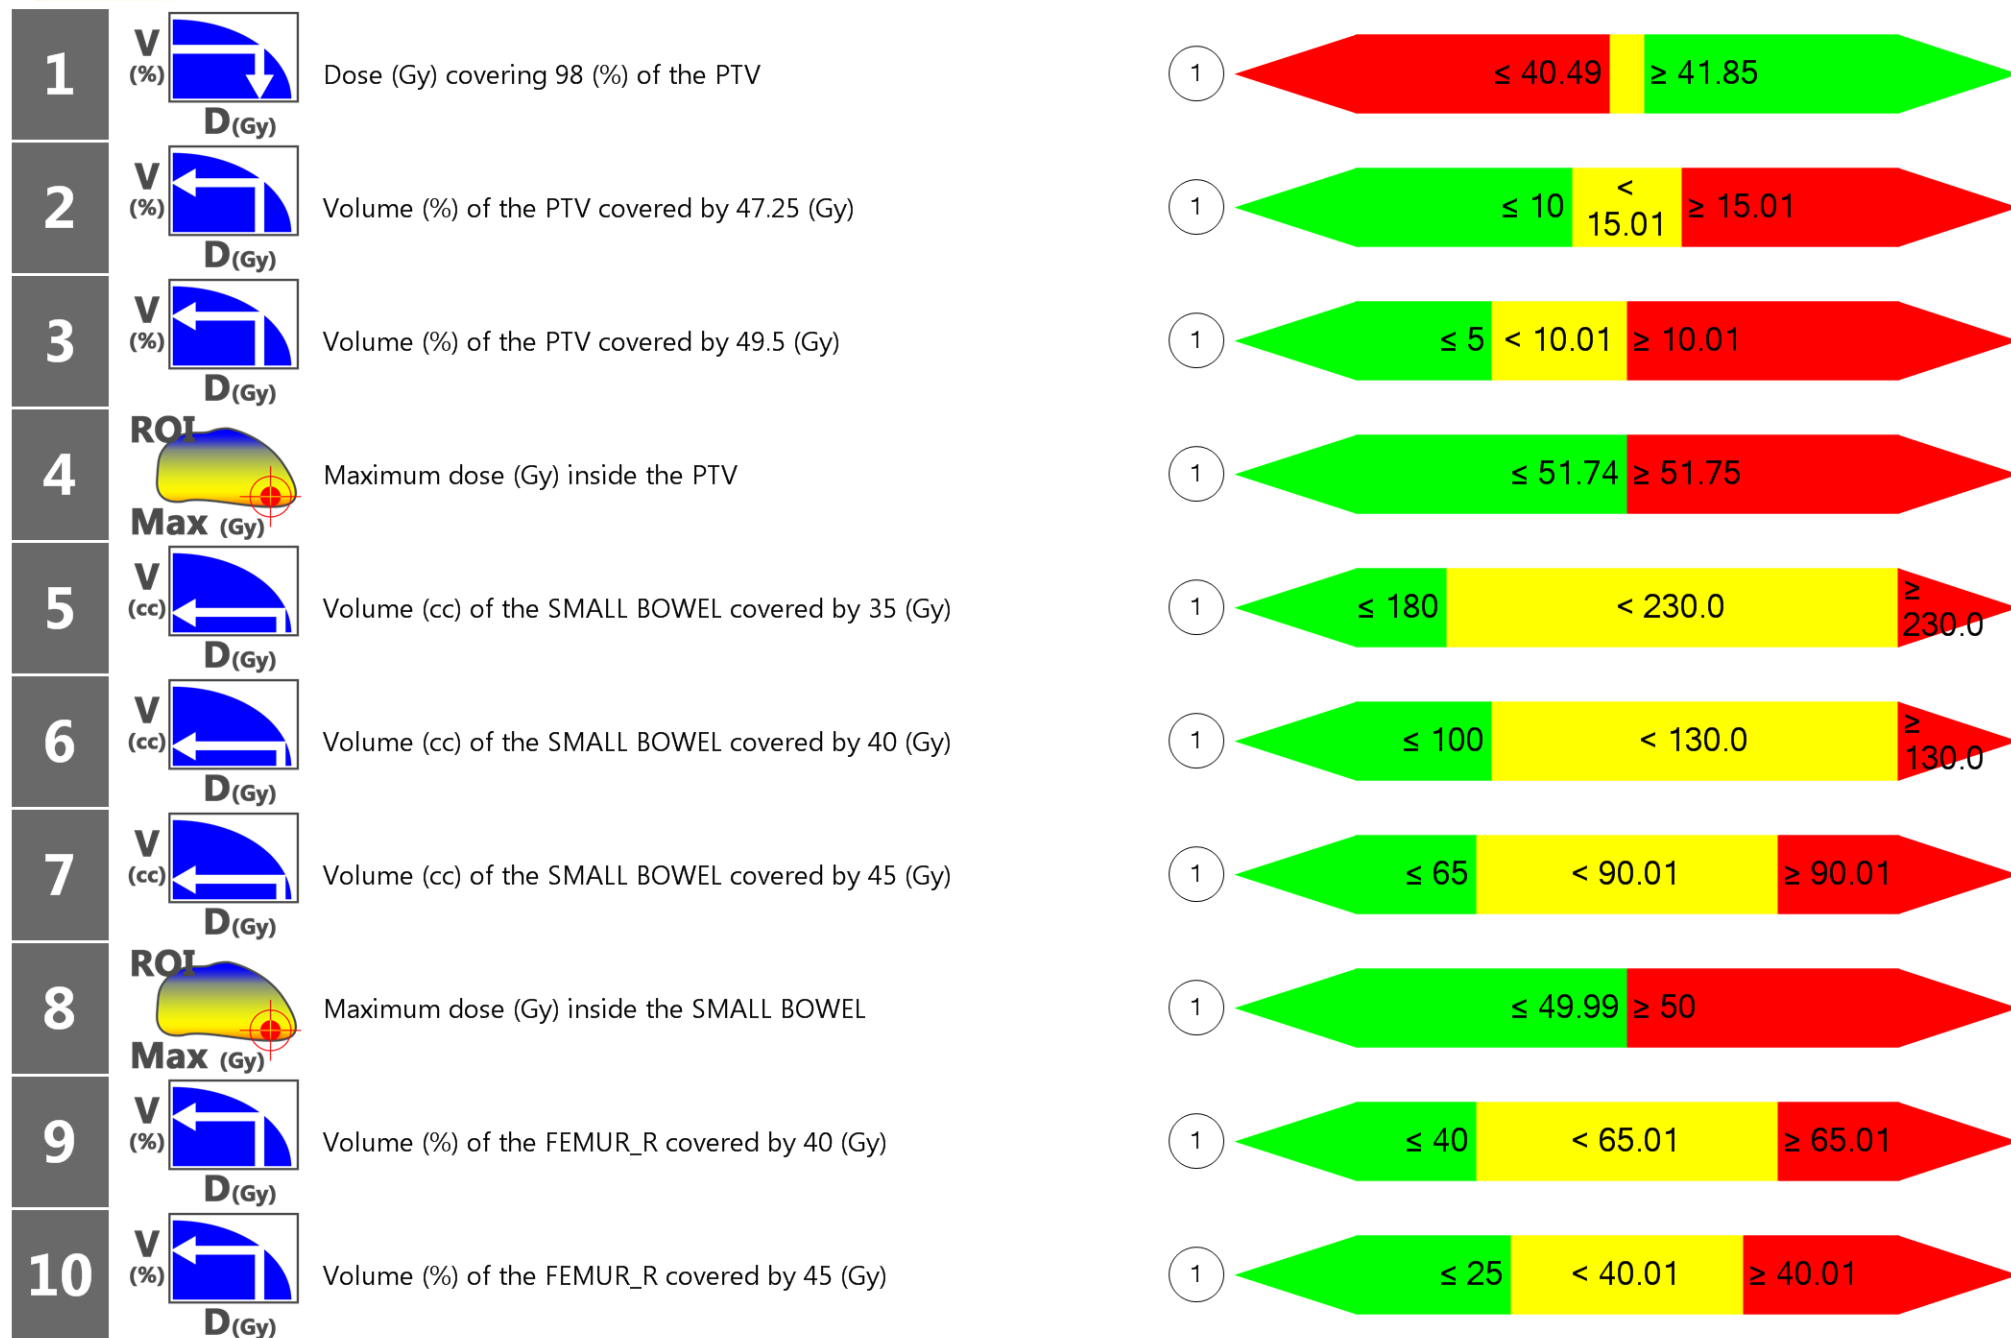 1
V
(%)
D(Gy)
Dose (Gy) covering 98 (%) of the PTV
1
≤ 40.49
≥ 41.85
2
V
(%)
D(Gy)
Volume (%) of the PTV covered by 47.25 (Gy)
1
≤ 10
<
15.01
≥ 15.01
3
V
(%)
D(Gy)
Volume (%) of the PTV covered by 49.5 (Gy)
1
≤ 5
< 10.01
≥ 10.01
4
ROI
Max (Gy)
Maximum dose (Gy) inside the PTV
1
≤ 51.74
≥ 51.75
5
V
(cc)
D(Gy)
Volume (cc) of the SMALL BOWEL covered by 35 (Gy)
1
≤ 180
< 230.0
≥
230.0
6
V
(cc)
D(Gy)
Volume (cc) of the SMALL BOWEL covered by 40 (Gy)
1
≤ 100
< 130.0
≥
130.0
7
V
(cc)
D(Gy)
Volume (cc) of the SMALL BOWEL covered by 45 (Gy)
1
≤ 65
< 90.01
≥ 90.01
8
ROI
Max (Gy)
Maximum dose (Gy) inside the SMALL BOWEL
1
≤ 49.99
≥ 50
9
V
(%)
D(Gy)
Volume (%) of the FEMUR_R covered by 40 (Gy)
1
≤ 40
< 65.01
≥ 65.01
10
V
(%)
D(Gy)
Volume (%) of the FEMUR_R covered by 45 (Gy)
1
≤ 25
< 40.01
≥ 40.01